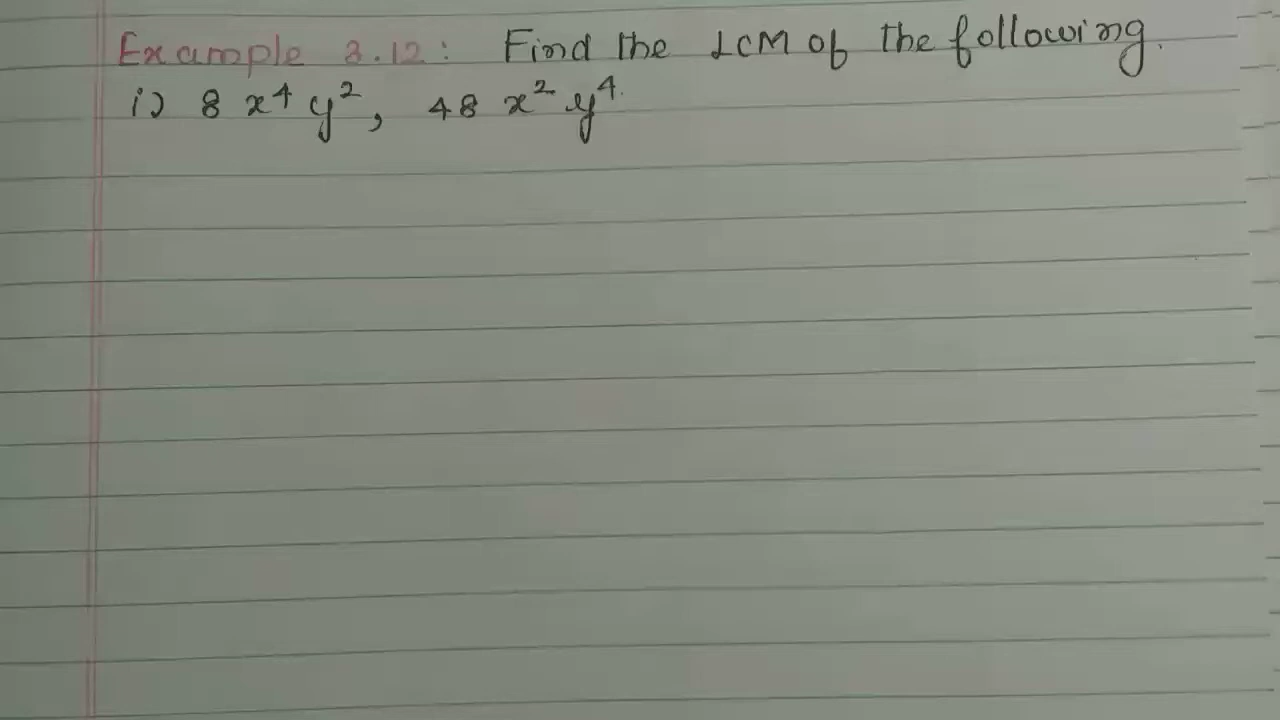 Example 3.12: Find the LCM of the following.
i) 8 x⁴ y², 48 x² y⁴.